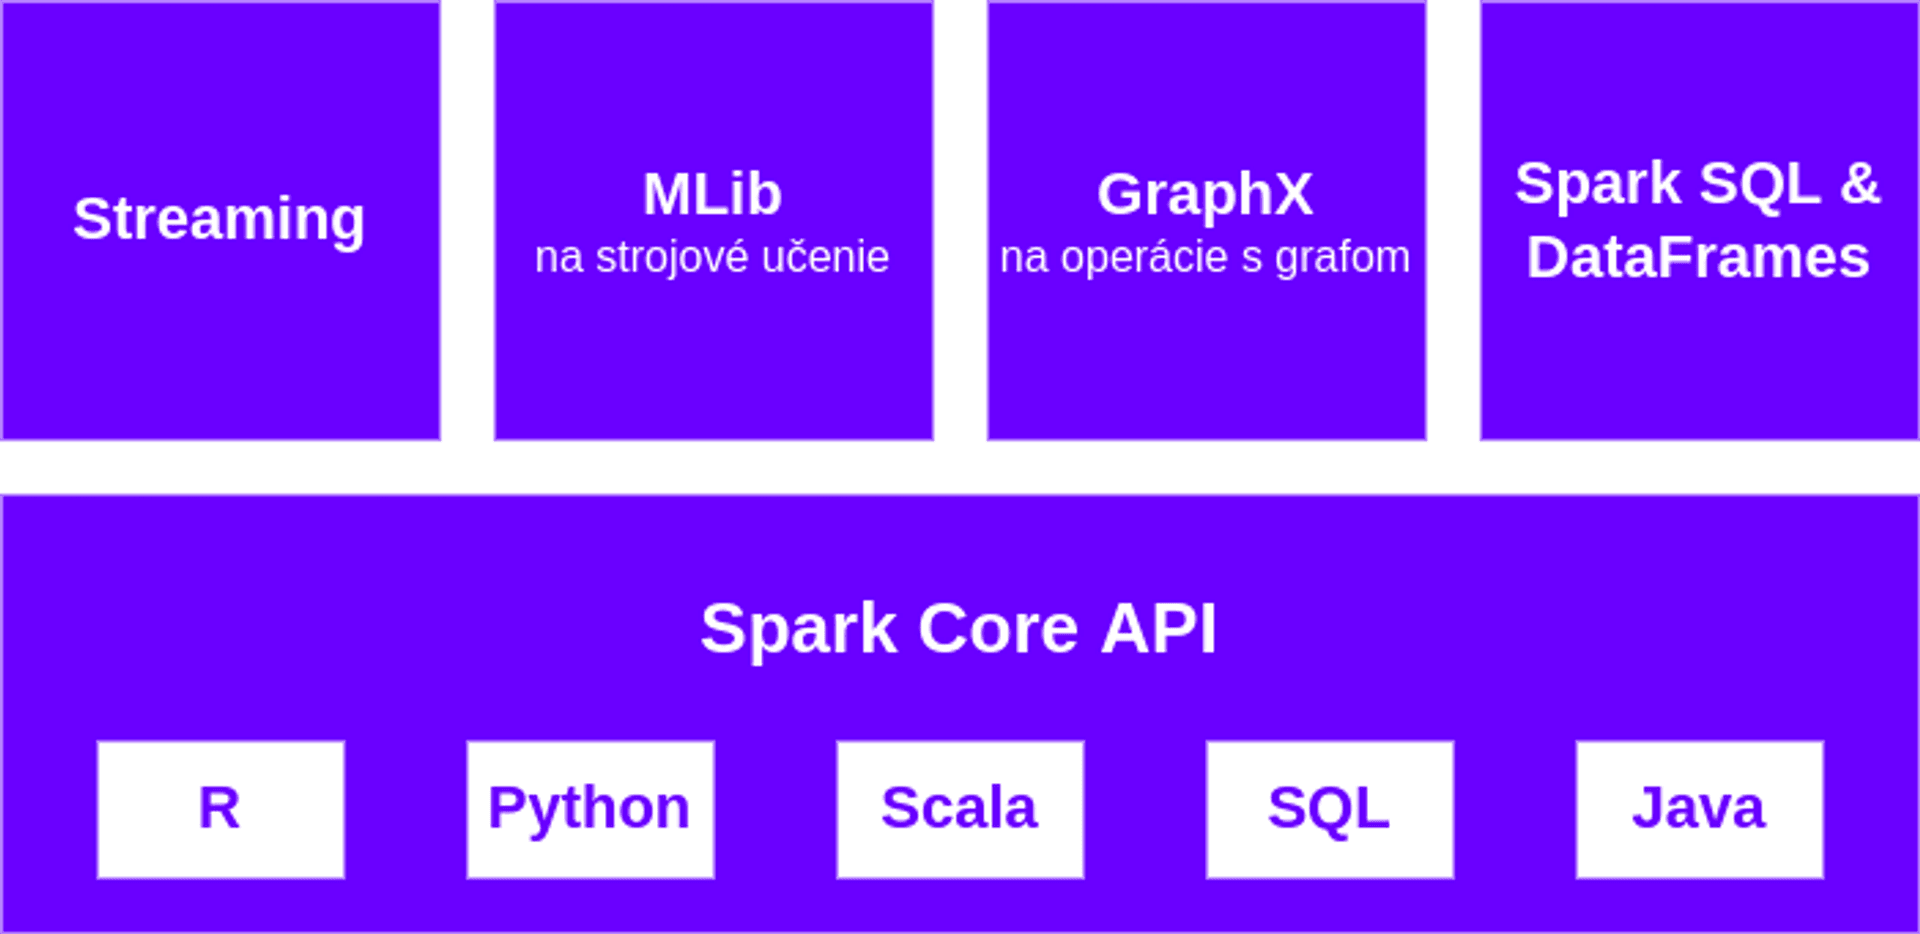 Streaming
MLib
na strojové učenie
GraphX
na operácie s grafom
Spark SQL &
DataFrames
Spark Core API
R
Python
Scala
SQL
Java